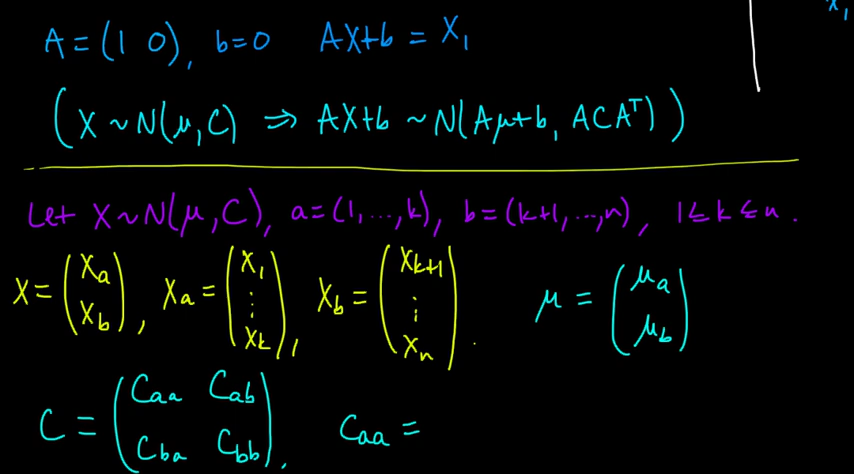 x₁
A = (1 0), b=0 AX+b = X₁
(X ~ N(μ, C) ⇒ AX+b ~ N(Aμ+b, ACAᵀ))
Let X~N(μ, C), a=(1,...,k), b=(k+1,...,n), 1≤k≤n.
X = (Xa Xb), Xa = (X₁ ⋮ Xk), Xb = (Xk+1 ⋮ Xn). μ = (μa μb)
C = (Caa Cab Cba Cbb), Caa =